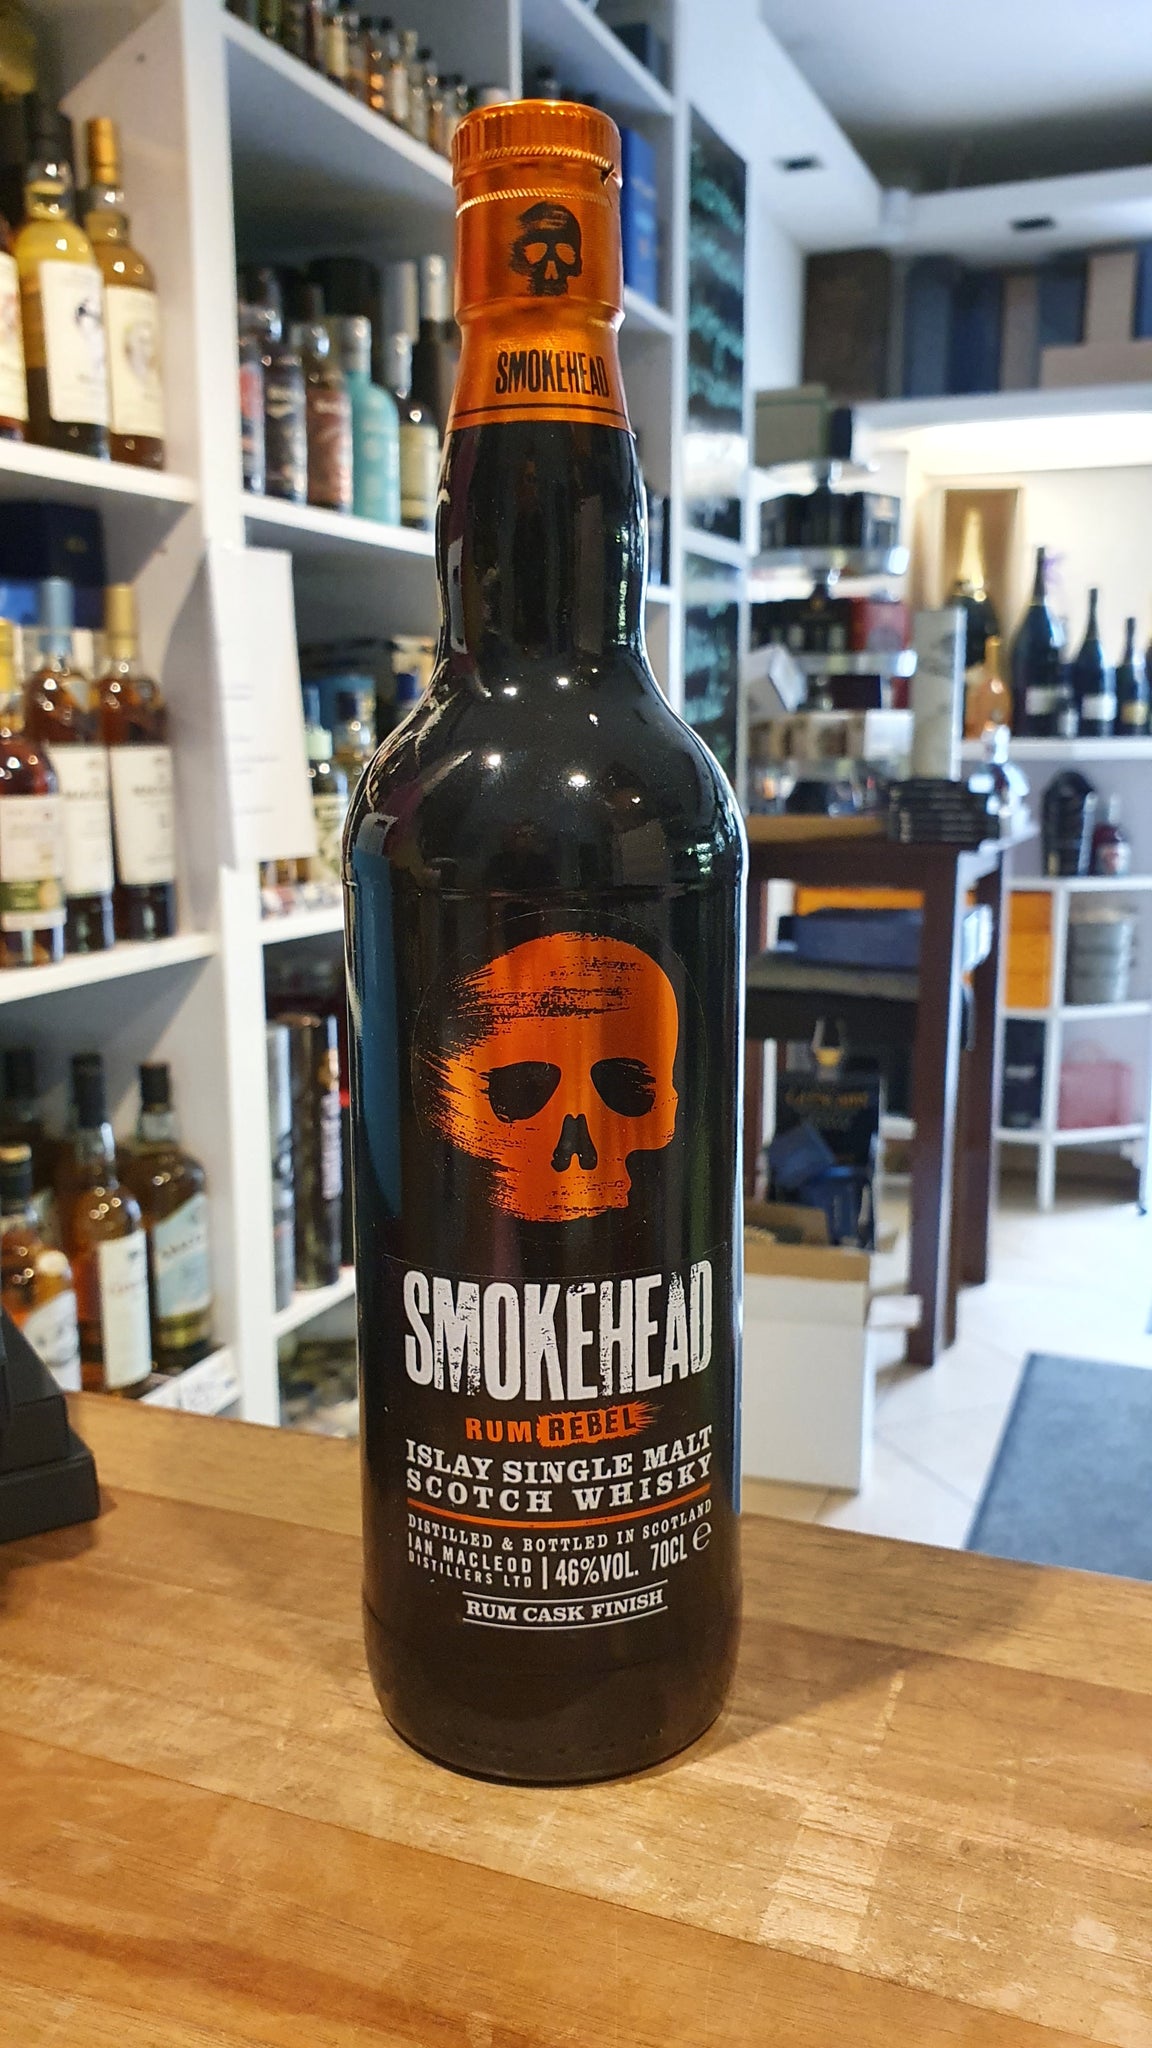 SMOKEHEAD
SMOKEHEAD
RUM REBEL
ISLAY SINGLE MALT
SCOTCH WHISKY
DISTILLED & BOTTLED IN SCOTLAND
IAN MACLEOD
DISTILLERS LTD | 46%VOL. 70CL e
RUM CASK FINISH